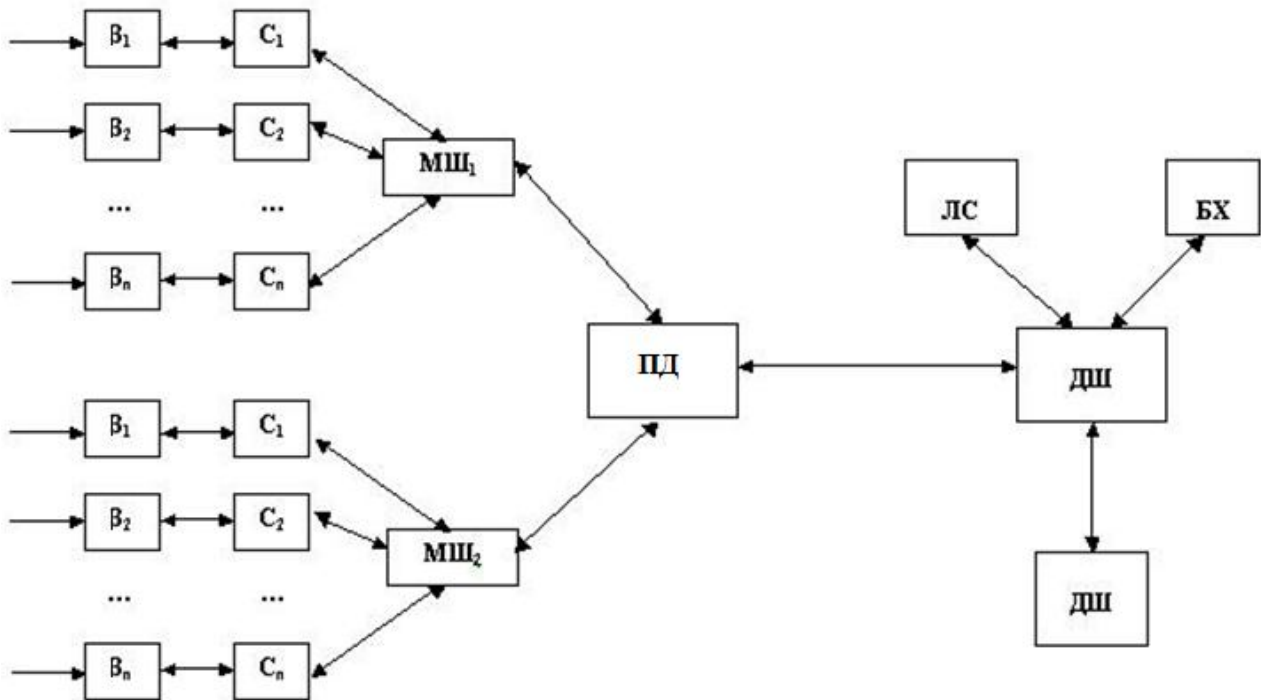 В₁ С₁
В₂ С₂
МШ₁
... ...
ЛС БХ
Вₙ Сₙ
ПД
ДШ
В₁ С₁
В₂ С₂
МШ₂
... ...
ДШ
Вₙ Сₙ